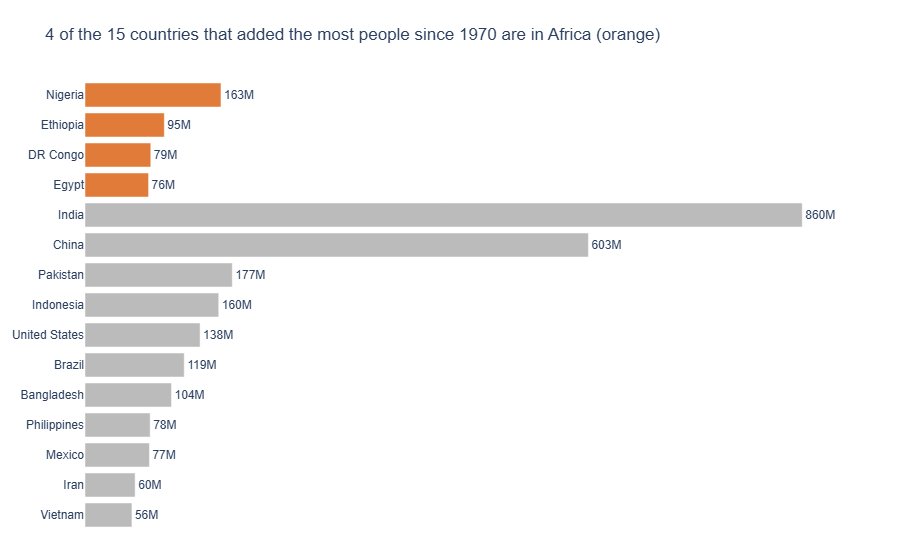 4 of the 15 countries that added the most people since 1970 are in Africa (orange)
Nigeria 163M
Ethiopia 95M
DR Congo 79M
Egypt 76M
India 860M
China 603M
Pakistan 177M
Indonesia 160M
United States 138M
Brazil 119M
Bangladesh 104M
Philippines 78M
Mexico 77M
Iran 60M
Vietnam 56M